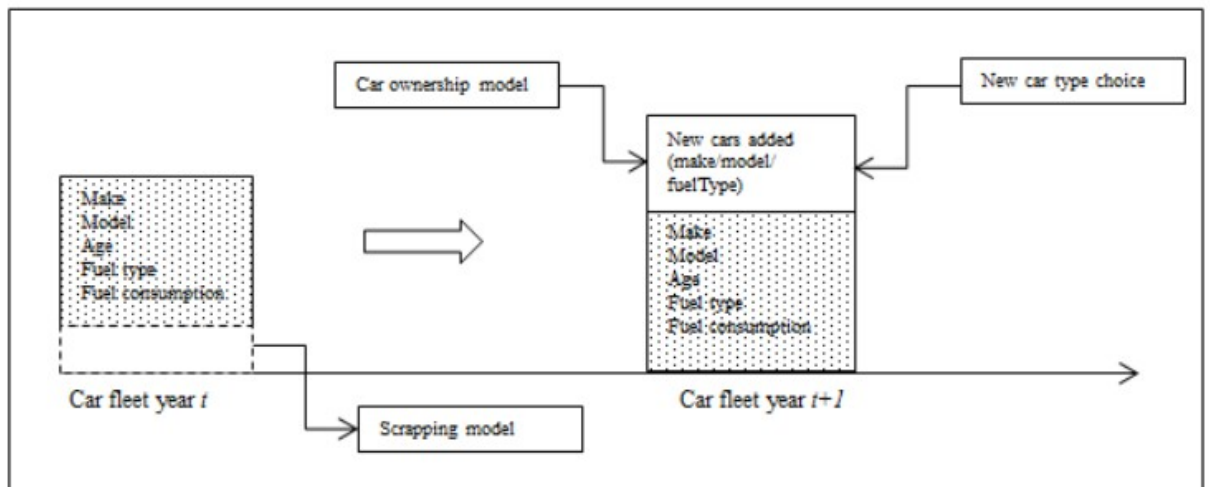 Car ownership model
New car type choice
New cars added
(make/model/
fuelType)
Make
Model
Age
Fuel type
Fuel consumption
Make
Model
Age
Fuel type
Fuel consumption
Car fleet year t
Car fleet year t+1
Scrapping model